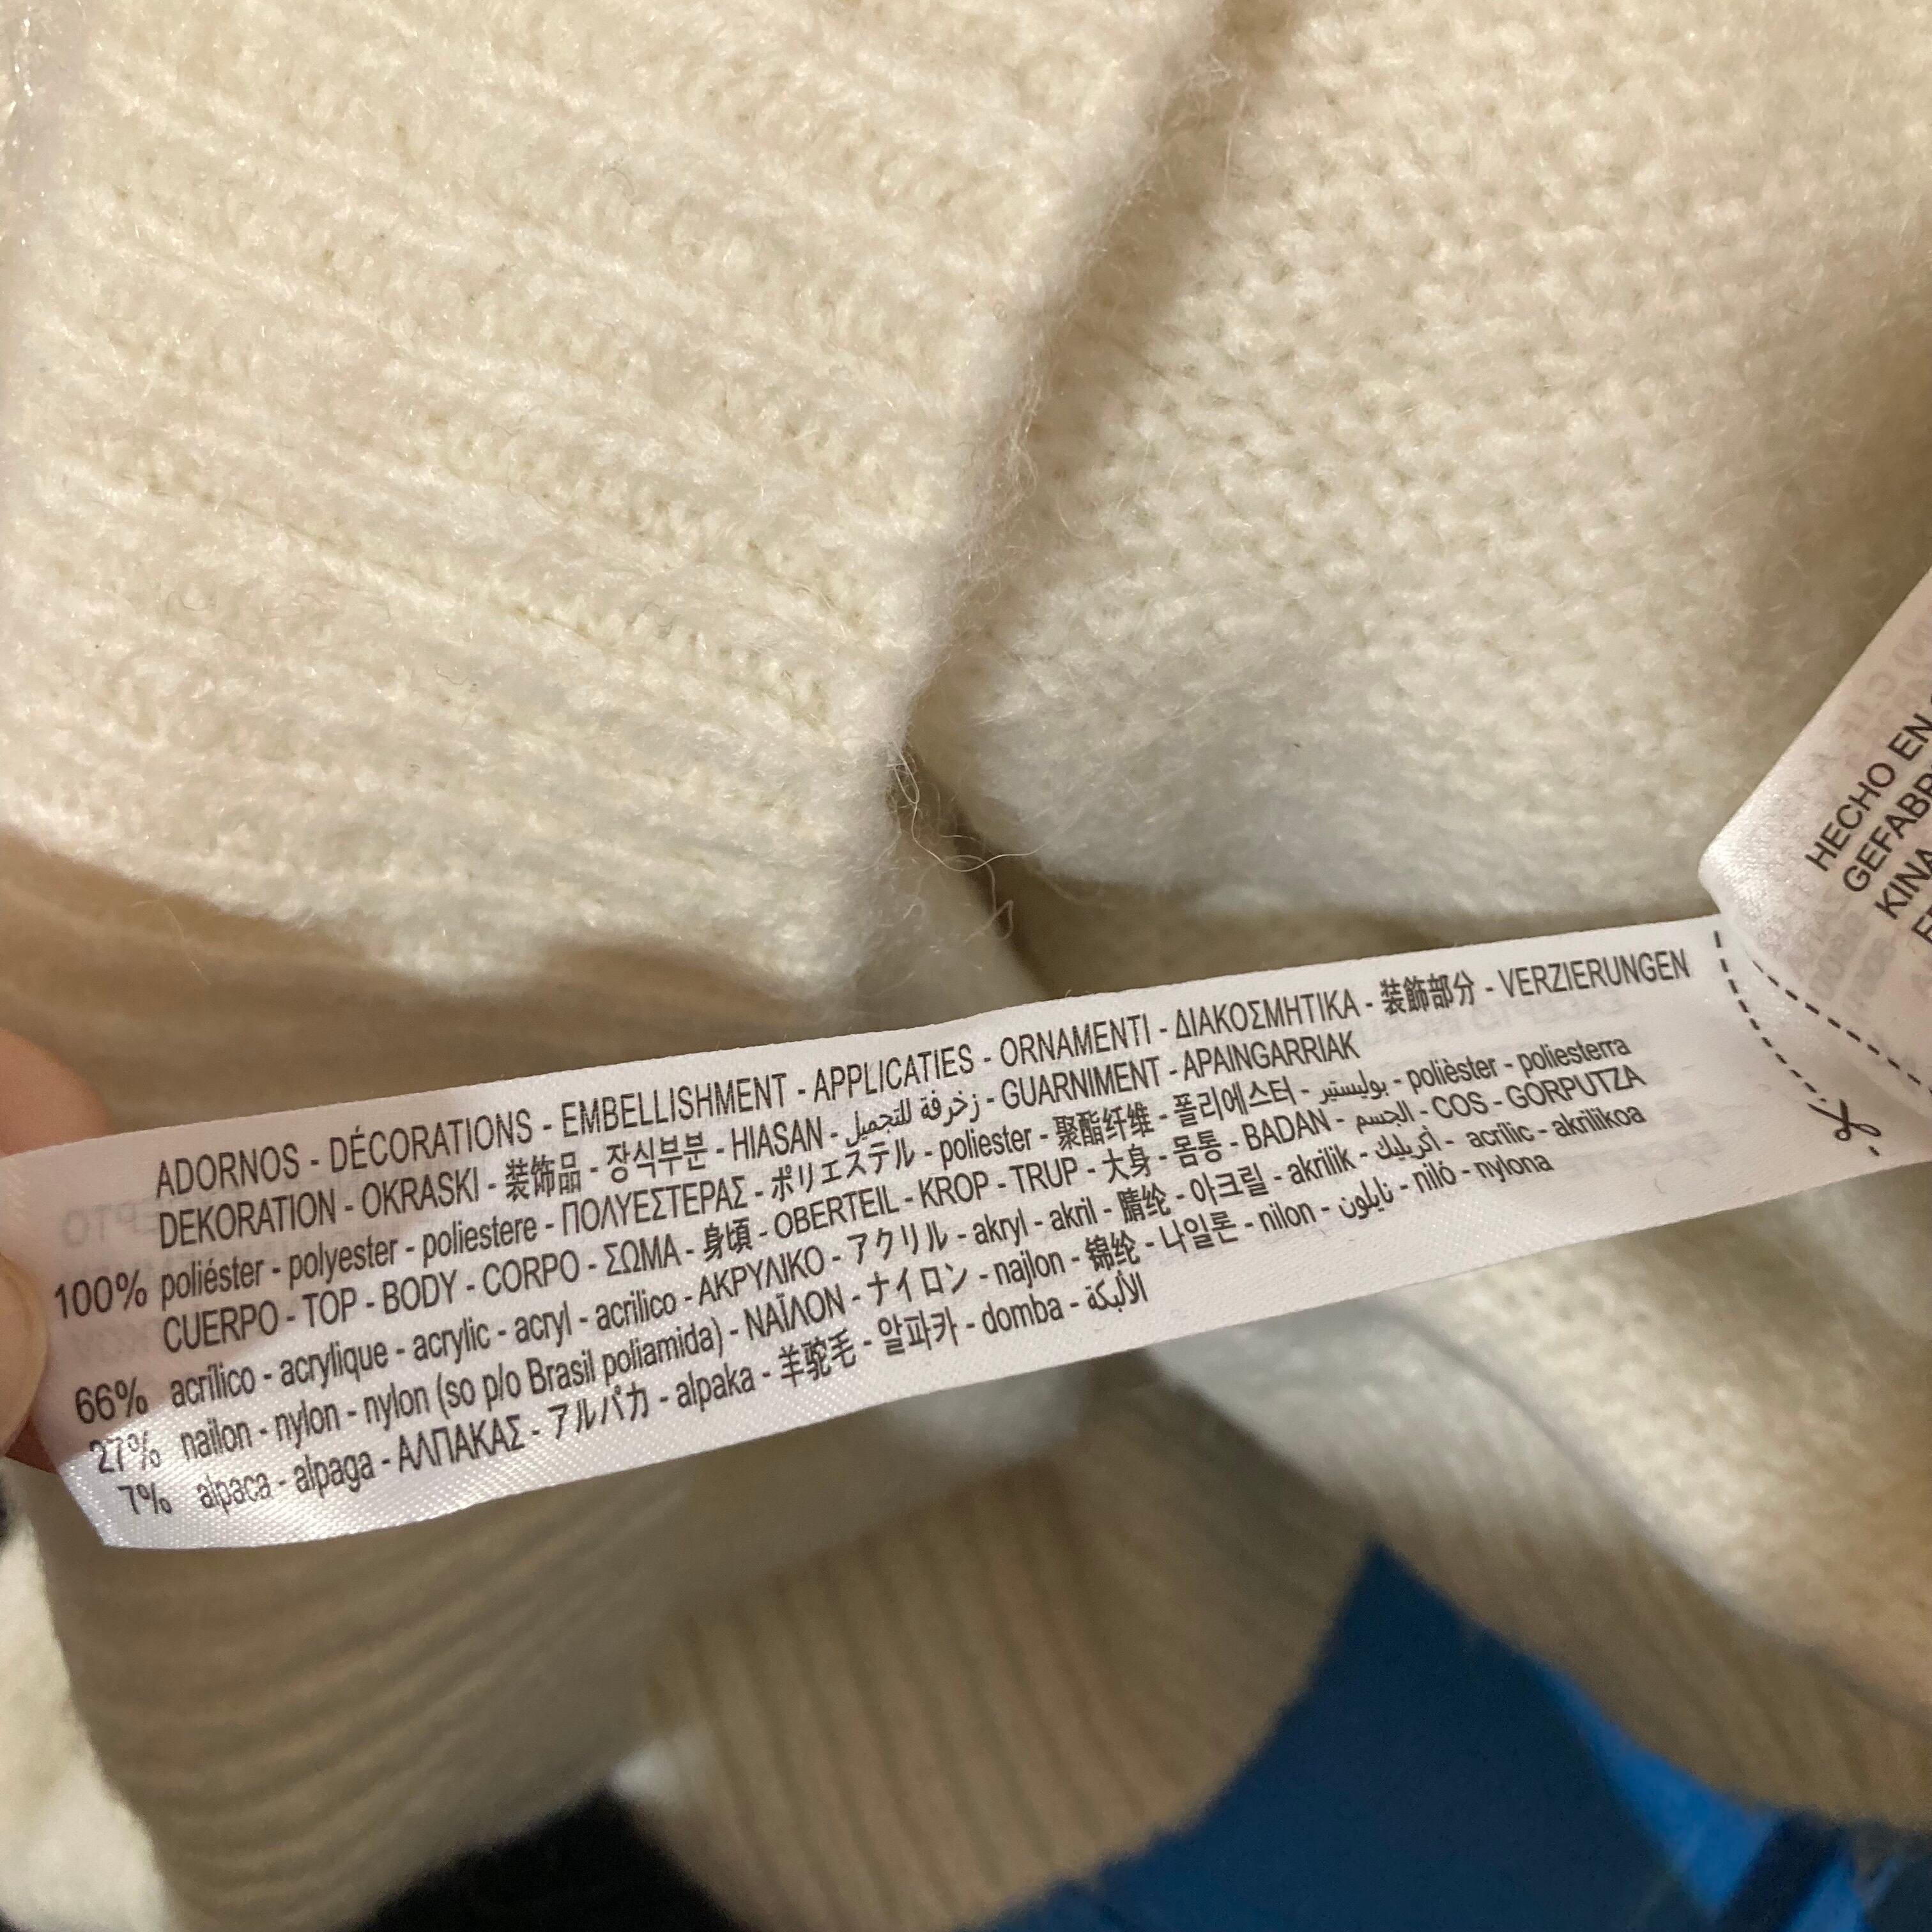 ADORNOS - DÉCORATIONS - EMBELLISHMENT - APPLICATIES - ORNAMENTI - ΔΙΑΚΟΣΜΗΤΙΚΑ - 装飾部分 - VERZIERUNGEN
DEKORATION - OKRASKI - 装饰品 - 장식부분 - HIASAN - زخرفة للتجميل - GUARNIMENT - APAINGARRIAK
100% poliéster - polyester - poliestere - ΠΟΛΥΕΣΤΕΡΑΣ - ポリエステル - poliester - 聚酯纤维 - 폴리에스터 - بوليستير - polièster - poliesterra
CUERPO - TOP - BODY - CORPO - ΣΩΜΑ - 身頃 - OBERTEIL - KROP - TRUP - 大身 - 몸통 - BADAN - الجسم - COS - GORPUTZA
66% acrílico - acrylique - acrylic - acryl - acrilico - ΑΚΡΥΛΙΚΟ - アクリル - akryl - akril - 腈纶 - 아크릴 - akrilik - أكريليك - acrílic - akrilikoa
27% nailon - nylon - nylon (so p/o Brasil poliamida) - ΝΑΪΛΟΝ - ナイロン - najlon - 锦纶 - 나일론 - nilon - نايلون - niló - nylona
7% alpaca - alpaga - ΑΛΠΑΚΑΣ - アルパカ - alpaka - 羊驼毛 - 알파카 - domba - الألبكة
HECHO EN
KINA